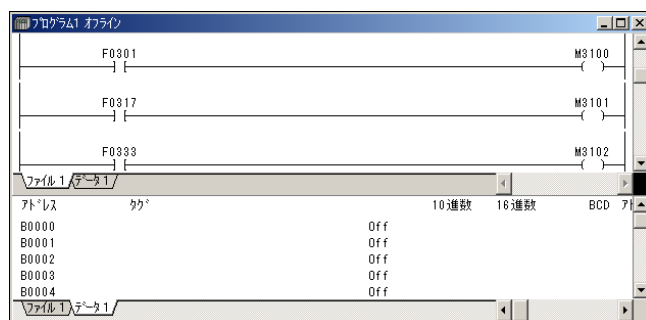 ﾌﾟﾛｸﾞﾗﾑ1 ｵﾌﾗｲﾝ
F0301 M3100
F0317 M3101
F0333 M3102
ﾌｧｲﾙ 1 ﾃﾞｰﾀ 1
ｱﾄﾞﾚｽ ﾀｸﾞ 10進数 16進数 BCD ｱﾄ
B0000 Off
B0001 Off
B0002 Off
B0003 Off
B0004 Off
ﾌｧｲﾙ 1 ﾃﾞｰﾀ 1